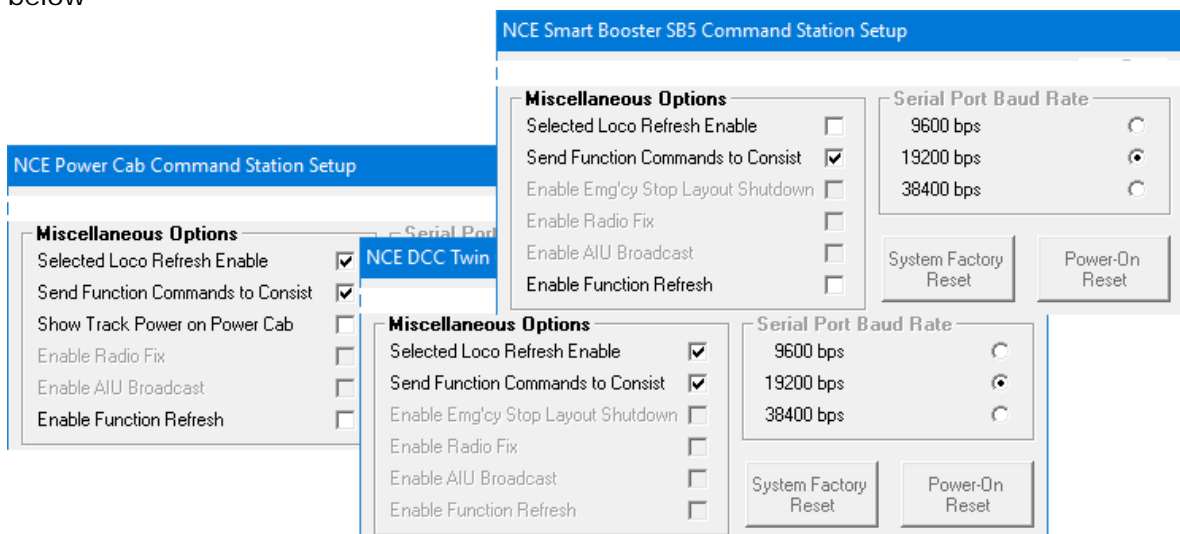 below
NCE Smart Booster SB5 Command Station Setup
Miscellaneous Options
Selected Loco Refresh Enable
Send Function Commands to Consist
Enable Emg'cy Stop Layout Shutdown
Enable Radio Fix
Enable AIU Broadcast
Enable Function Refresh
Serial Port Baud Rate
9600 bps
19200 bps
38400 bps
System Factory
Reset
Power-On
Reset
NCE Power Cab Command Station Setup
Miscellaneous Options
Selected Loco Refresh Enable
Send Function Commands to Consist
Show Track Power on Power Cab
Enable Radio Fix
Enable AIU Broadcast
Enable Function Refresh
Serial Port
NCE DCC Twin
Miscellaneous Options
Selected Loco Refresh Enable
Send Function Commands to Consist
Enable Emg'cy Stop Layout Shutdown
Enable Radio Fix
Enable AIU Broadcast
Enable Function Refresh
Serial Port Baud Rate
9600 bps
19200 bps
38400 bps
System Factory
Reset
Power-On
Reset